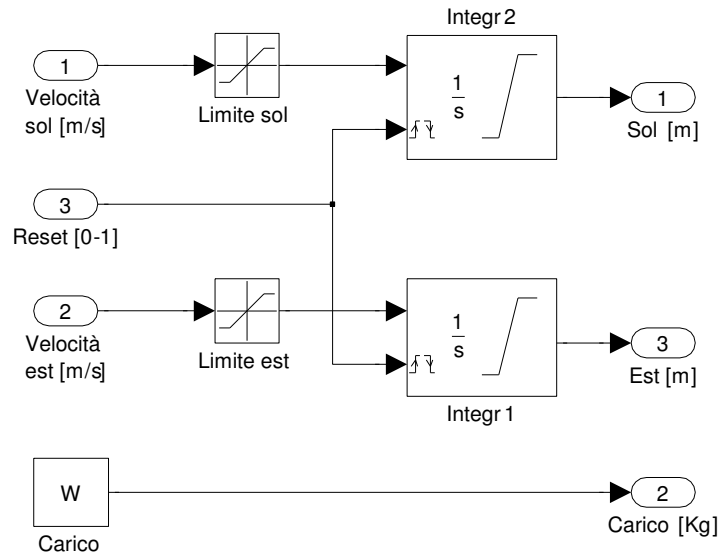 Integr 2
1
Velocità
sol [m/s]
Limite sol
1
s
1
Sol [m]
3
Reset [0-1]
2
Velocità
est [m/s]
Limite est
1
s
Integr 1
3
Est [m]
W
Carico
2
Carico [Kg]